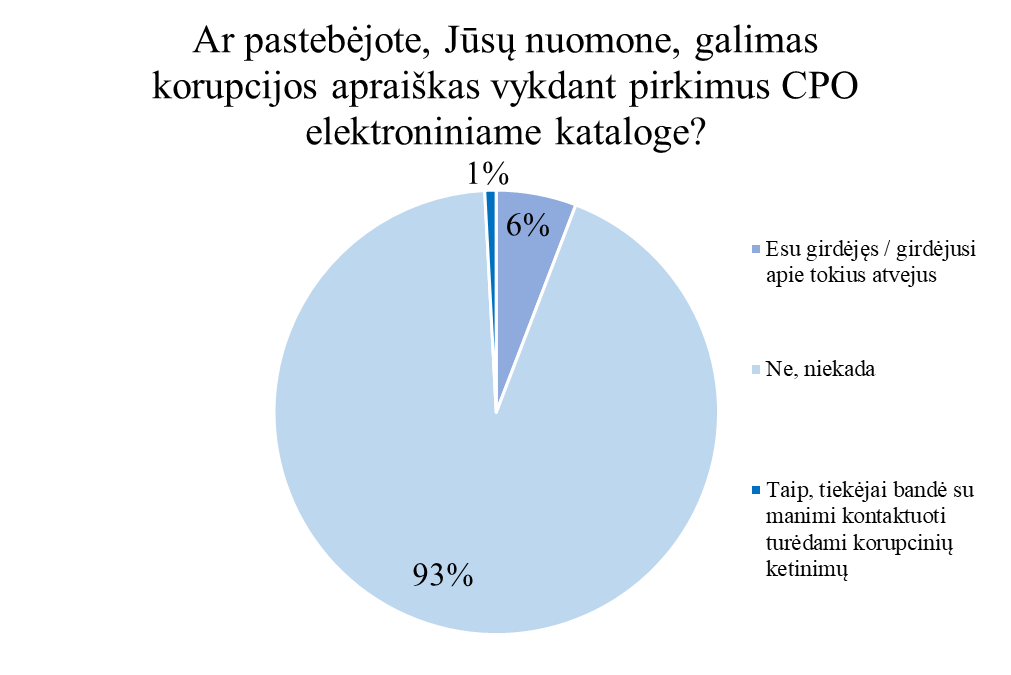 Ar pastebėjote, Jūsų nuomone, galimas
korupcijos apraiškas vykdant pirkimus CPO
elektroniniame kataloge?
1%
6%
93%
Esu girdėjęs / girdėjusi
apie tokius atvejus
Ne, niekada
Taip, tiekėjai bandė su
manimi kontaktuoti
turėdami korupcinių
ketinimų